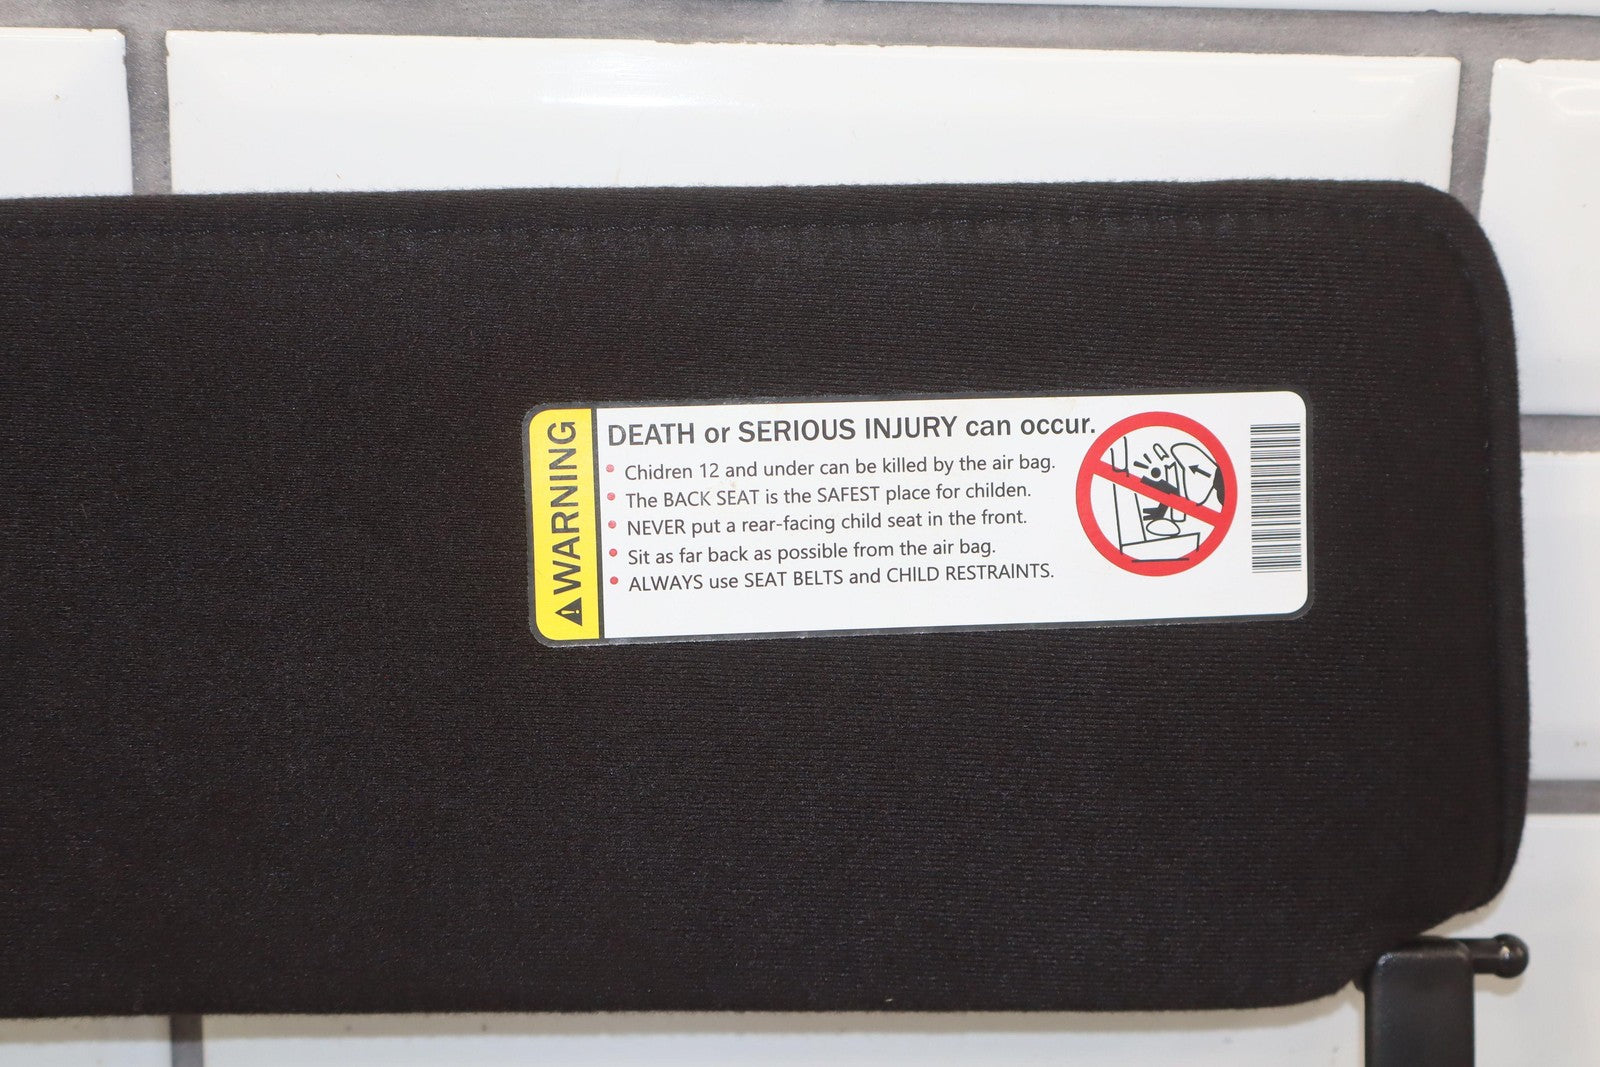 ⚠WARNING
DEATH or SERIOUS INJURY can occur.
• Chidren 12 and under can be killed by the air bag.
• The BACK SEAT is the SAFEST place for childen.
• NEVER put a rear-facing child seat in the front.
• Sit as far back as possible from the air bag.
• ALWAYS use SEAT BELTS and CHILD RESTRAINTS.